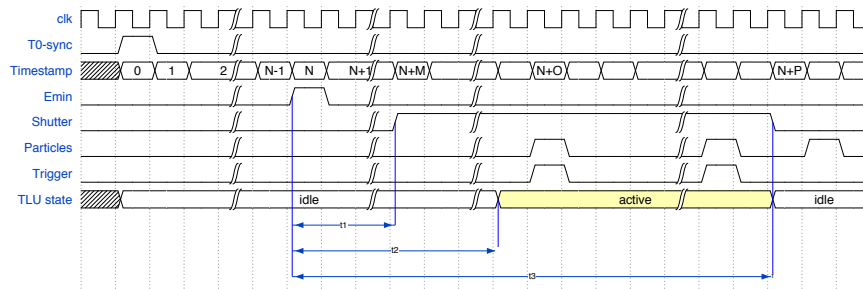 clk
T0-sync
Timestamp 0 1 2 N-1 N N+1 N+M N+O N+P
Emin
Shutter
Particles
Trigger
TLU state idle active idle
t1
t2
t3